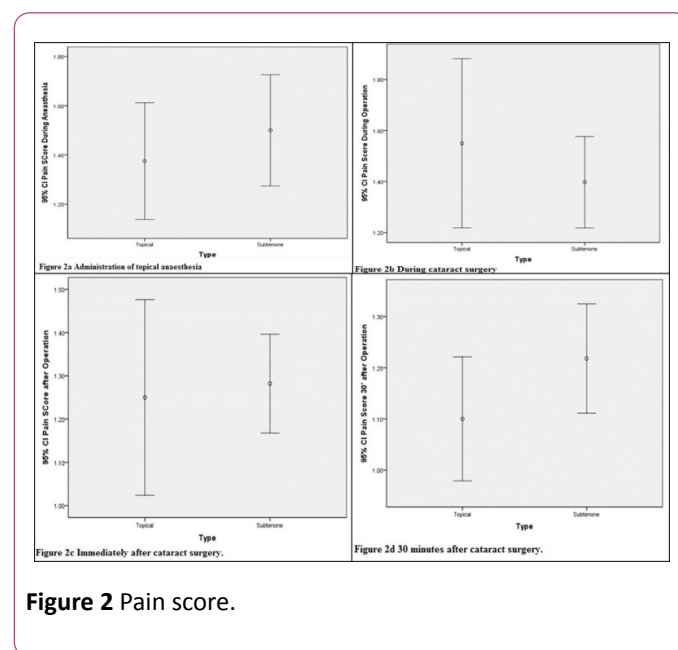 1.80
1.60
1.40
1.20
95% CI Pain SCore During Aneasthesia
Topical
Subtenone
Type
Figure 2a Administration of topical anaesthesia
1.80
1.60
1.40
1.20
95% CI Pain Score During Operation
Topical
Subtenone
Type
Figure 2b During cataract surgery
1.50
1.40
1.30
1.20
1.10
1.00
95% CI Pain SCore after Operation
Topical
Subtenone
Type
Figure 2c Immediately after cataract surgery.
1.30
1.20
1.10
1.00
95% CI Pain Score 30' after Operation
Topical
Subtenone
Type
Figure 2d 30 minutes after cataract surgery.
Figure 2 Pain score.